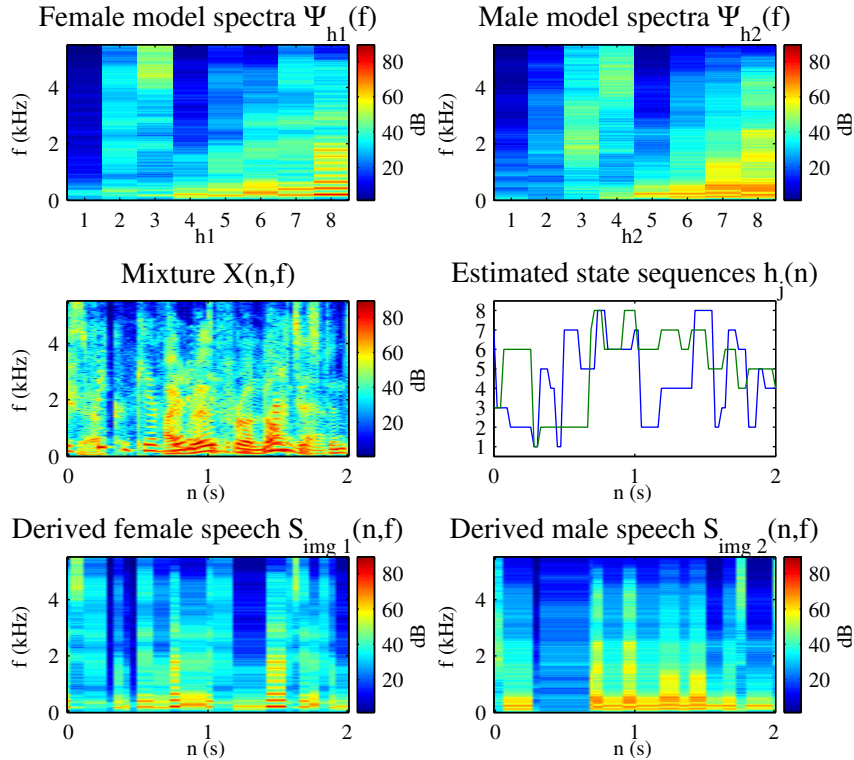 Female model spectra Ψh1(f)
Male model spectra Ψh2(f)
f (kHz)
4
2
0
1 2 3 4 5 6 7 8
h1
80
60
40
20
dB
f (kHz)
4
2
0
1 2 3 4 5 6 7 8
h2
80
60
40
20
dB
Mixture X(n,f)
Estimated state sequences hj(n)
f (kHz)
4
2
0
0 1 2
n (s)
80
60
40
20
dB
8
7
6
5
4
3
2
1
0 1 2
n (s)
Derived female speech Simg 1(n,f)
Derived male speech Simg 2(n,f)
f (kHz)
4
2
0
0 1 2
n (s)
80
60
40
20
dB
f (kHz)
4
2
0
0 1 2
n (s)
80
60
40
20
dB